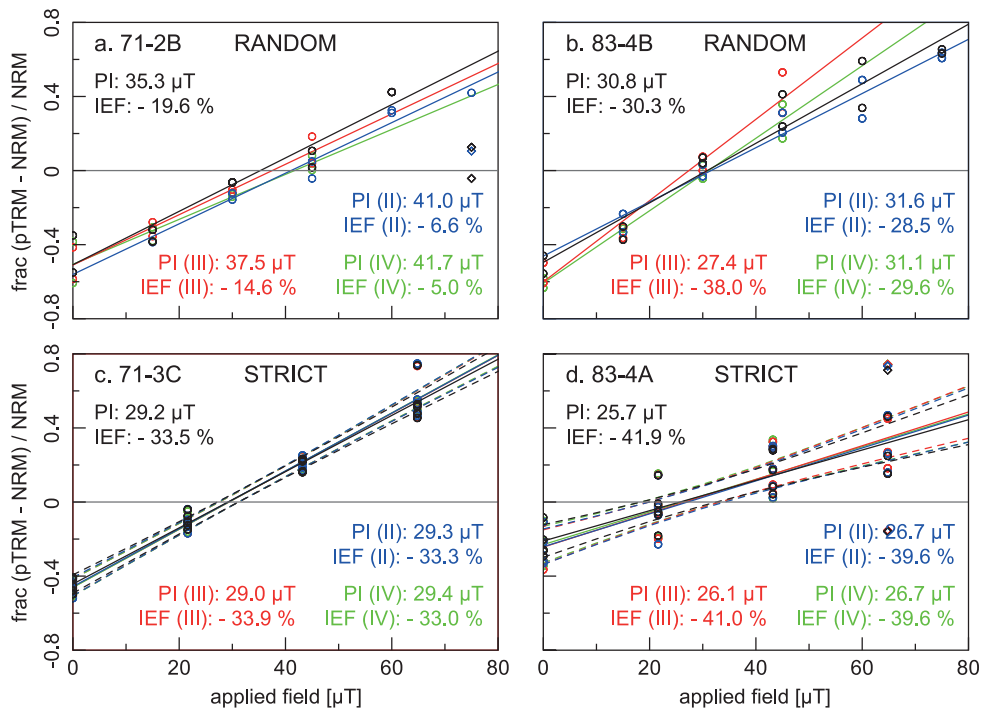 a. 71-2B RANDOM
PI: 35.3 µT
IEF: - 19.6 %
PI (II): 41.0 µT
IEF (II): - 6.6 %
PI (III): 37.5 µT
IEF (III): - 14.6 %
PI (IV): 41.7 µT
IEF (IV): - 5.0 %
0.8
0.4
0
-0.4
-0.8
frac (pTRM - NRM) / NRM
b. 83-4B RANDOM
PI: 30.8 µT
IEF: - 30.3 %
PI (II): 31.6 µT
IEF (II): - 28.5 %
PI (III): 27.4 µT
IEF (III): - 38.0 %
PI (IV): 31.1 µT
IEF (IV): - 29.6 %
c. 71-3C STRICT
PI: 29.2 µT
IEF: - 33.5 %
PI (II): 29.3 µT
IEF (II): - 33.3 %
PI (III): 29.0 µT
IEF (III): - 33.9 %
PI (IV): 29.4 µT
IEF (IV): - 33.0 %
0.8
0.4
0
-0.4
-0.8
frac (pTRM - NRM) / NRM
0 20 40 60 80
applied field [µT]
d. 83-4A STRICT
PI: 25.7 µT
IEF: - 41.9 %
PI (II): 26.7 µT
IEF (II): - 39.6 %
PI (III): 26.1 µT
IEF (III): - 41.0 %
PI (IV): 26.7 µT
IEF (IV): - 39.6 %
0 20 40 60 80
applied field [µT]